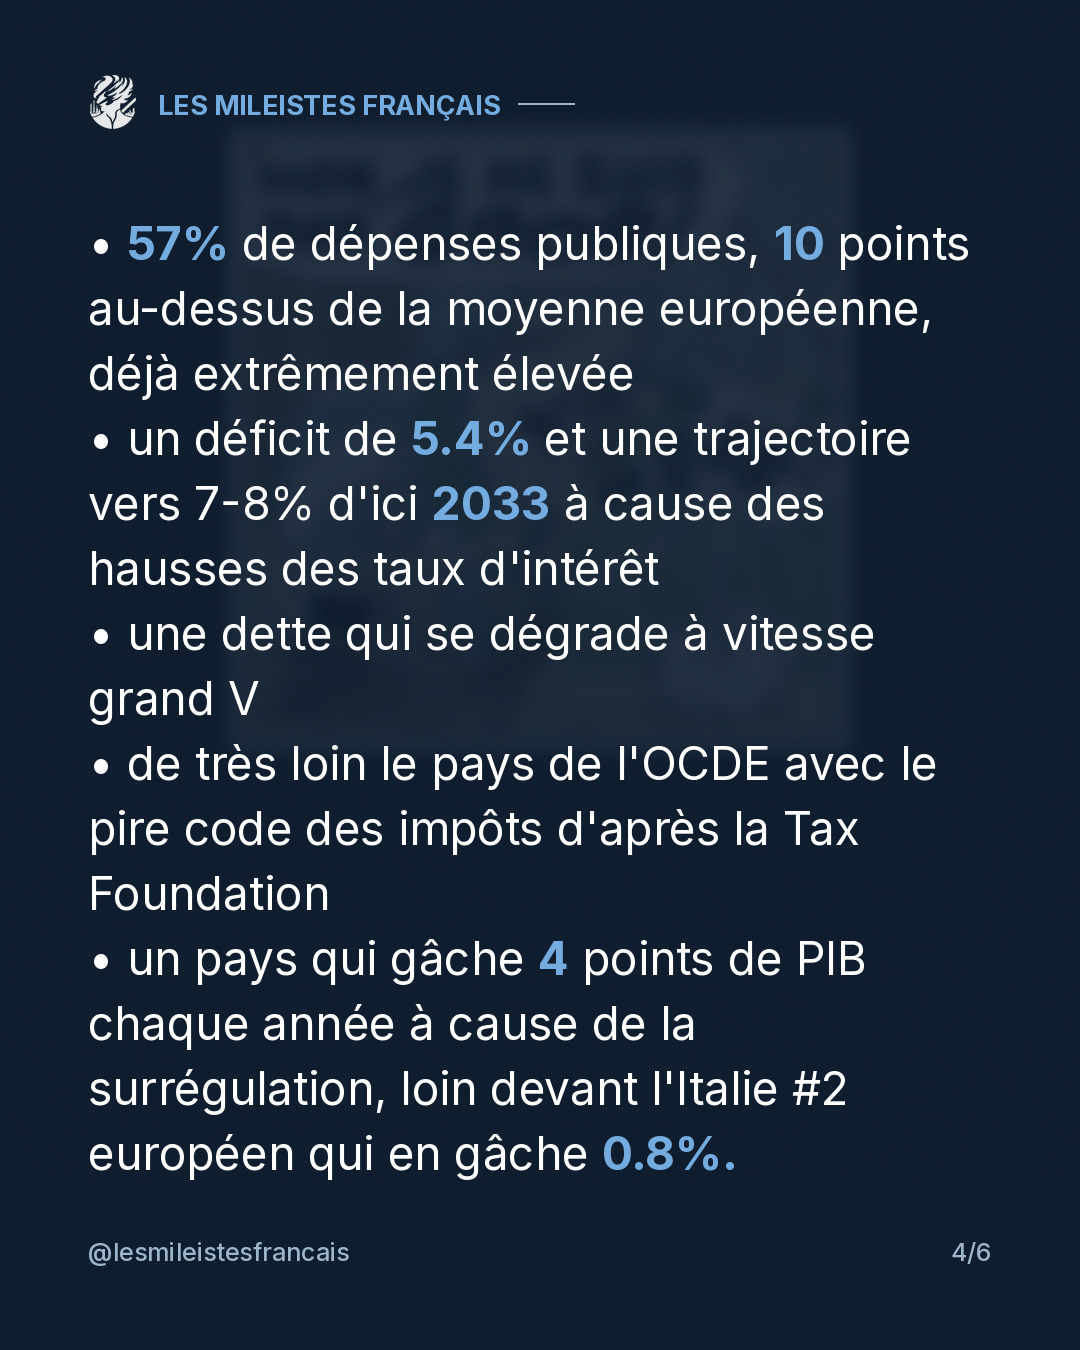 LES MILEISTES FRANÇAIS
• 57% de dépenses publiques, 10 points
au-dessus de la moyenne européenne,
déjà extrêmement élevée
• un déficit de 5.4% et une trajectoire
vers 7-8% d'ici 2033 à cause des
hausses des taux d'intérêt
• une dette qui se dégrade à vitesse
grand V
• de très loin le pays de l'OCDE avec le
pire code des impôts d'après la Tax
Foundation
• un pays qui gâche 4 points de PIB
chaque année à cause de la
surrégulation, loin devant l'Italie #2
européen qui en gâche 0.8%.
@lesmileistesfrancais
4/6